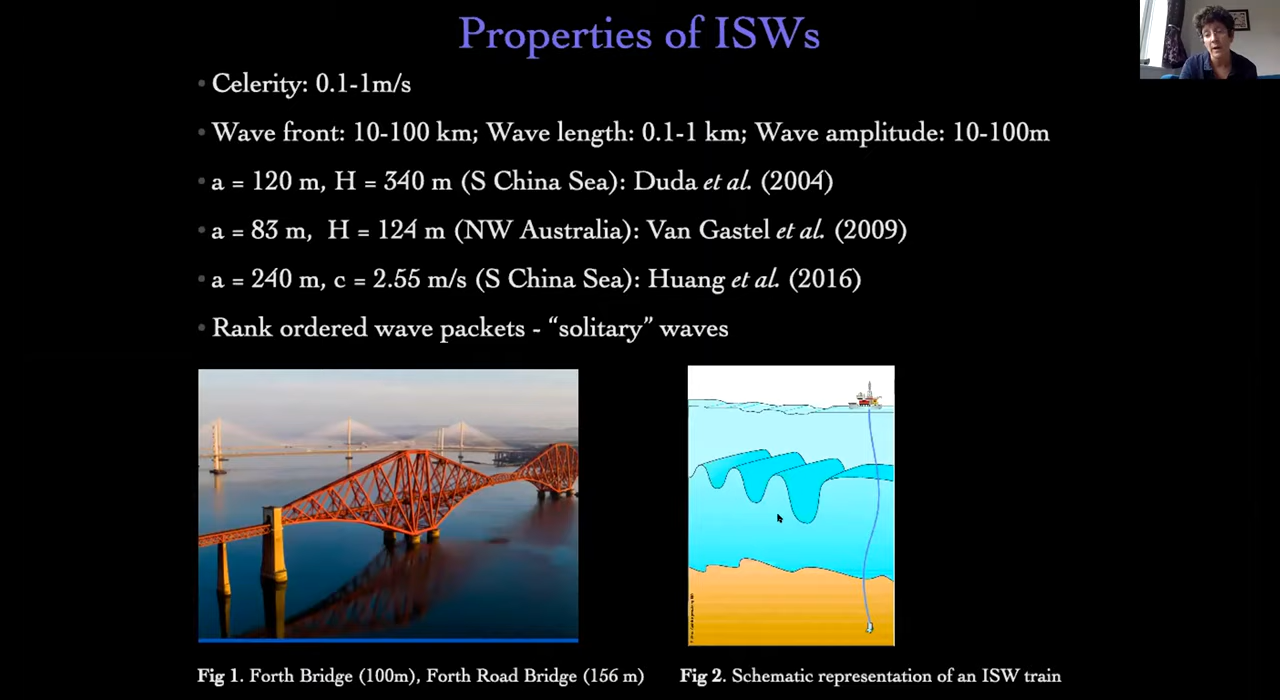 Properties of ISWs
• Celerity: 0.1-1m/s
• Wave front: 10-100 km; Wave length: 0.1-1 km; Wave amplitude: 10-100m
• a = 120 m, H = 340 m (S China Sea): Duda et al. (2004)
• a = 83 m, H = 124 m (NW Australia): Van Gastel et al. (2009)
• a = 240 m, c = 2.55 m/s (S China Sea): Huang et al. (2016)
• Rank ordered wave packets - “solitary” waves
Fig 1. Forth Bridge (100m), Forth Road Bridge (156 m)
Fig 2. Schematic representation of an ISW train